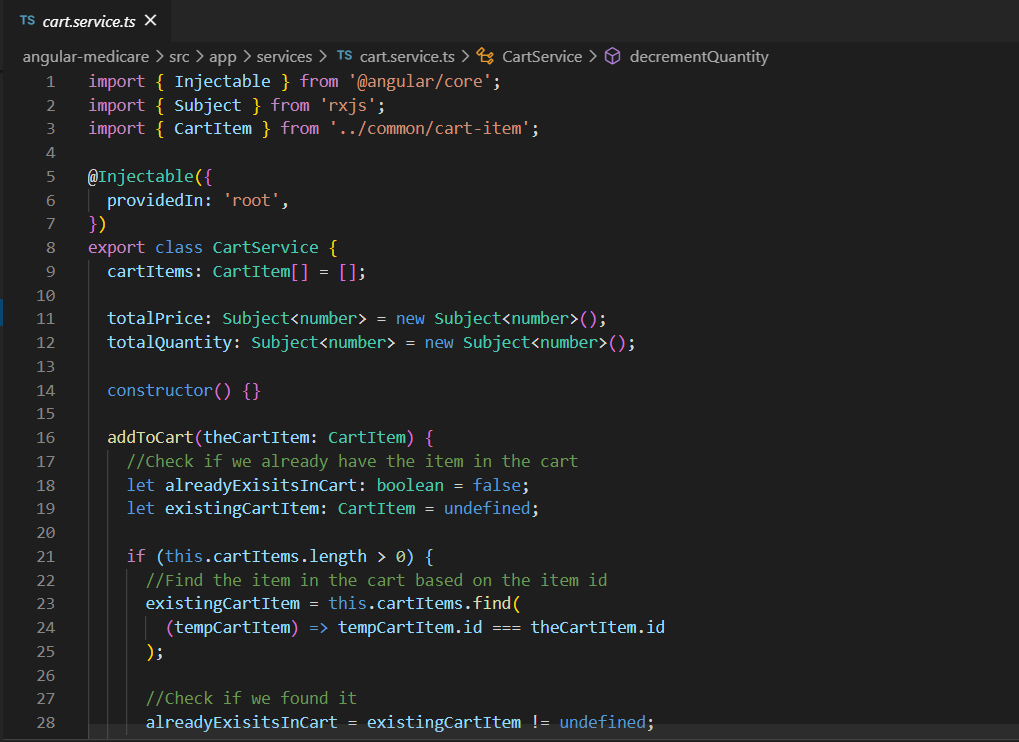 TS cart.service.ts ✕
angular-medicare > src > app > services > TS cart.service.ts > CartService > decrementQuantity
1 import { Injectable } from '@angular/core';
2 import { Subject } from 'rxjs';
3 import { CartItem } from '../common/cart-item';
4
5 @Injectable({
6   providedIn: 'root',
7 })
8 export class CartService {
9   cartItems: CartItem[] = [];
10
11   totalPrice: Subject<number> = new Subject<number>();
12   totalQuantity: Subject<number> = new Subject<number>();
13
14   constructor() {}
15
16   addToCart(theCartItem: CartItem) {
17     //Check if we already have the item in the cart
18     let alreadyExisitsInCart: boolean = false;
19     let existingCartItem: CartItem = undefined;
20
21     if (this.cartItems.length > 0) {
22       //Find the item in the cart based on the item id
23       existingCartItem = this.cartItems.find(
24         (tempCartItem) => tempCartItem.id === theCartItem.id
25       );
26
27       //Check if we found it
28       alreadyExisitsInCart = existingCartItem != undefined;